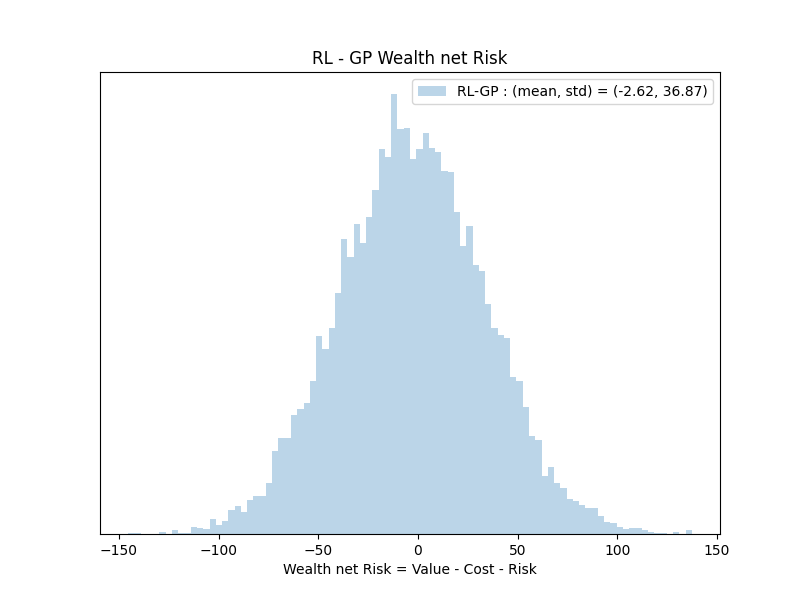 RL - GP Wealth net Risk
RL-GP : (mean, std) = (-2.62, 36.87)
−150 −100 −50 0 50 100 150
Wealth net Risk = Value - Cost - Risk